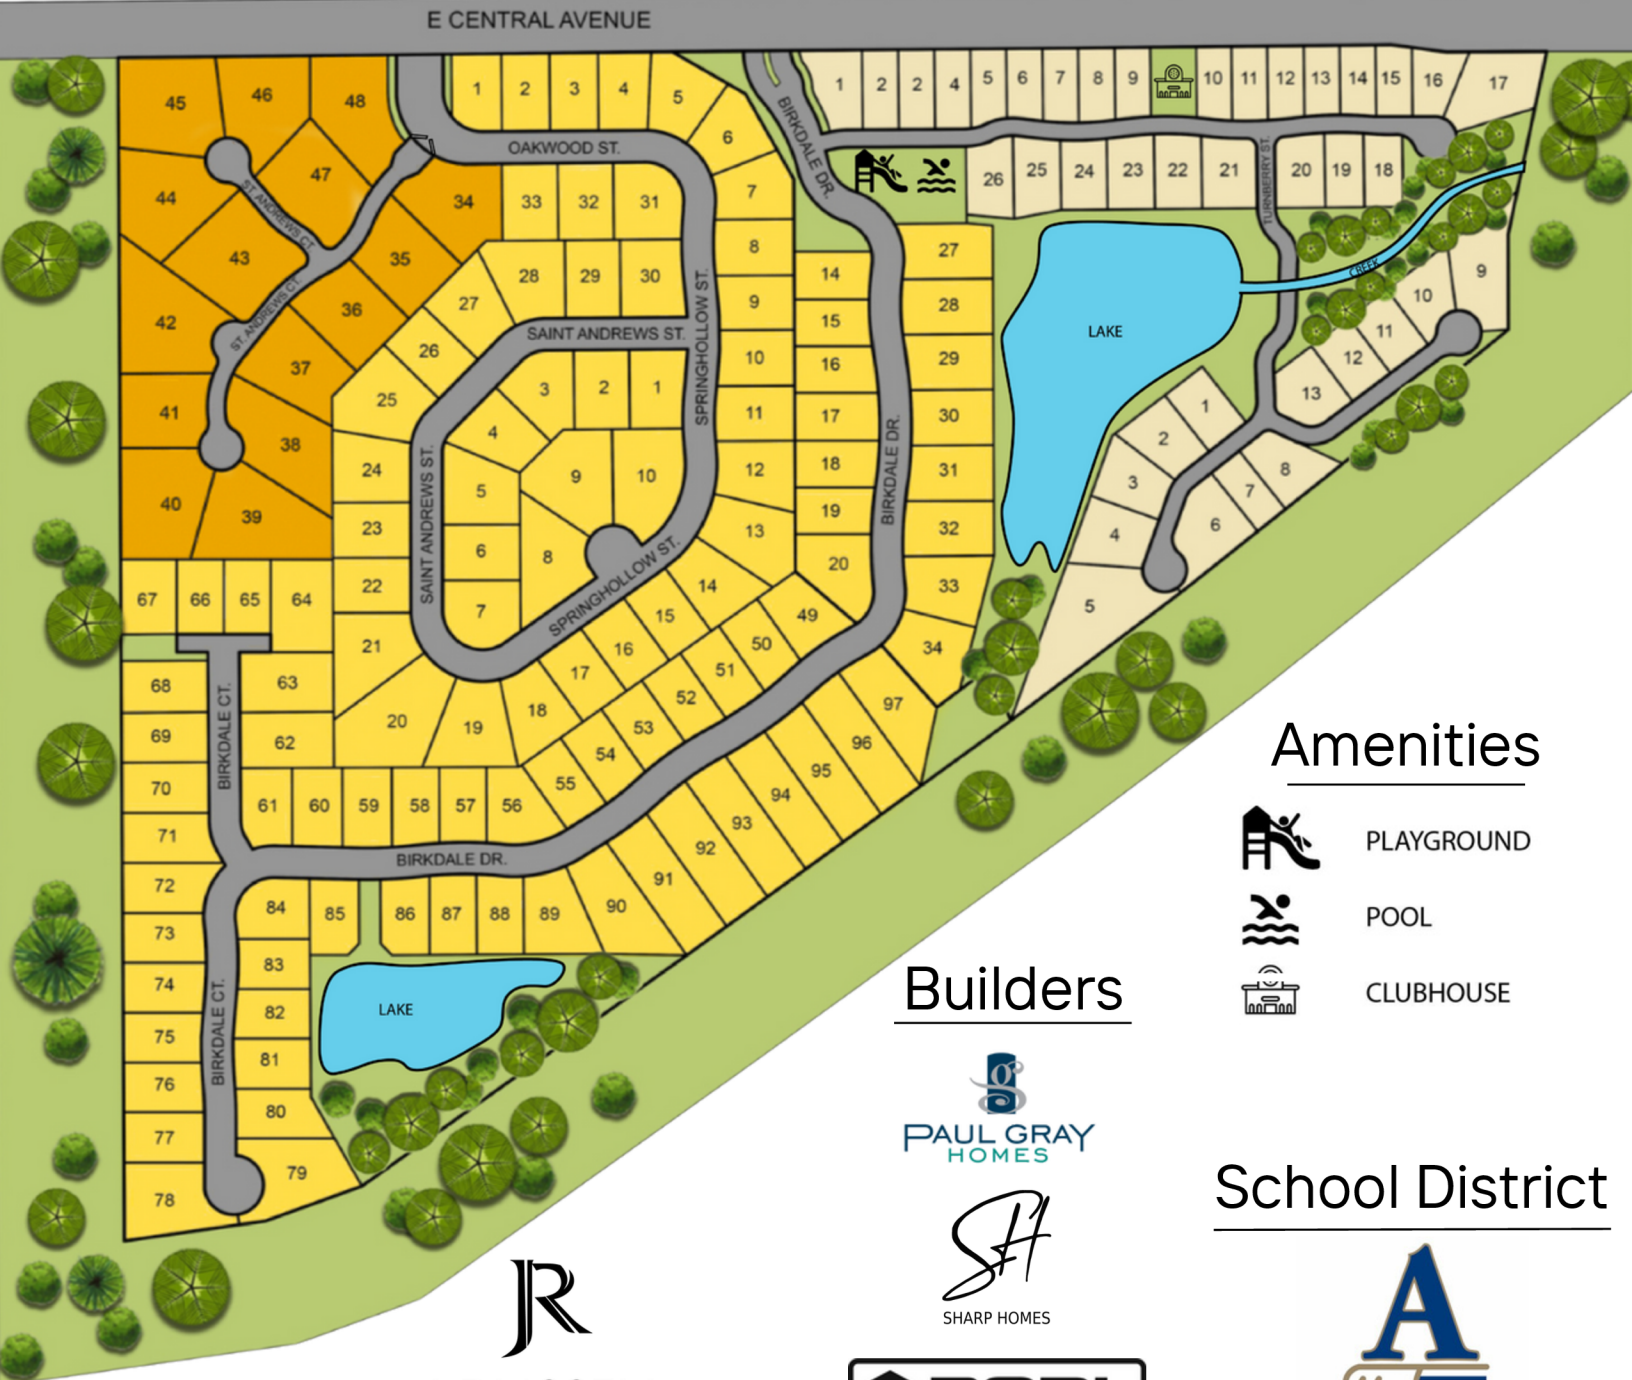 E CENTRAL AVENUE
45 46 48 1 2 3 4 5 6
BIRKDALE DR.
1 2 2 4 5 6 7 8 9 10 11 12 13 14 15 16 17
OAKWOOD ST.
44 47 34 33 32 31 7
ST. ANDREWS CT.
26 25 24 23 22 21
TURNBERRY ST.
20 19 18
43 35 28 29 30 8 14 27
LAKE
CREEK
10 9
42 36 27 9 15 28
ST. ANDREWS CT.
SAINT ANDREWS ST.
SPRINGHOLLOW ST.
11 12 13
37 26 10 16 29
41 25 3 2 1 11 17 30
1 2
38 4
24 5 9 10 12 18 31
BIRKDALE DR.
3 8 7
40 39 23 19 32
SAINT ANDREWS ST.
6 8 13 20
4 6
67 66 65 64 22 7
SPRINGHOLLOW ST.
14 15 49 33
5
21 16 50 34
68 63 17 51
BIRKDALE CT.
20 19 18 52 97
69 62 53 96
70 54 95
61 60 59 58 57 56 55 94
71 93
BIRKDALE DR.
92
72 91
84 85 86 87 88 89 90
73
83
74 82
LAKE
75 81
BIRKDALE CT.
76 80
77 79
78
Amenities
PLAYGROUND
POOL
CLUBHOUSE
Builders
g
PAUL GRAY
HOMES
SH
SHARP HOMES
JR
School District
A